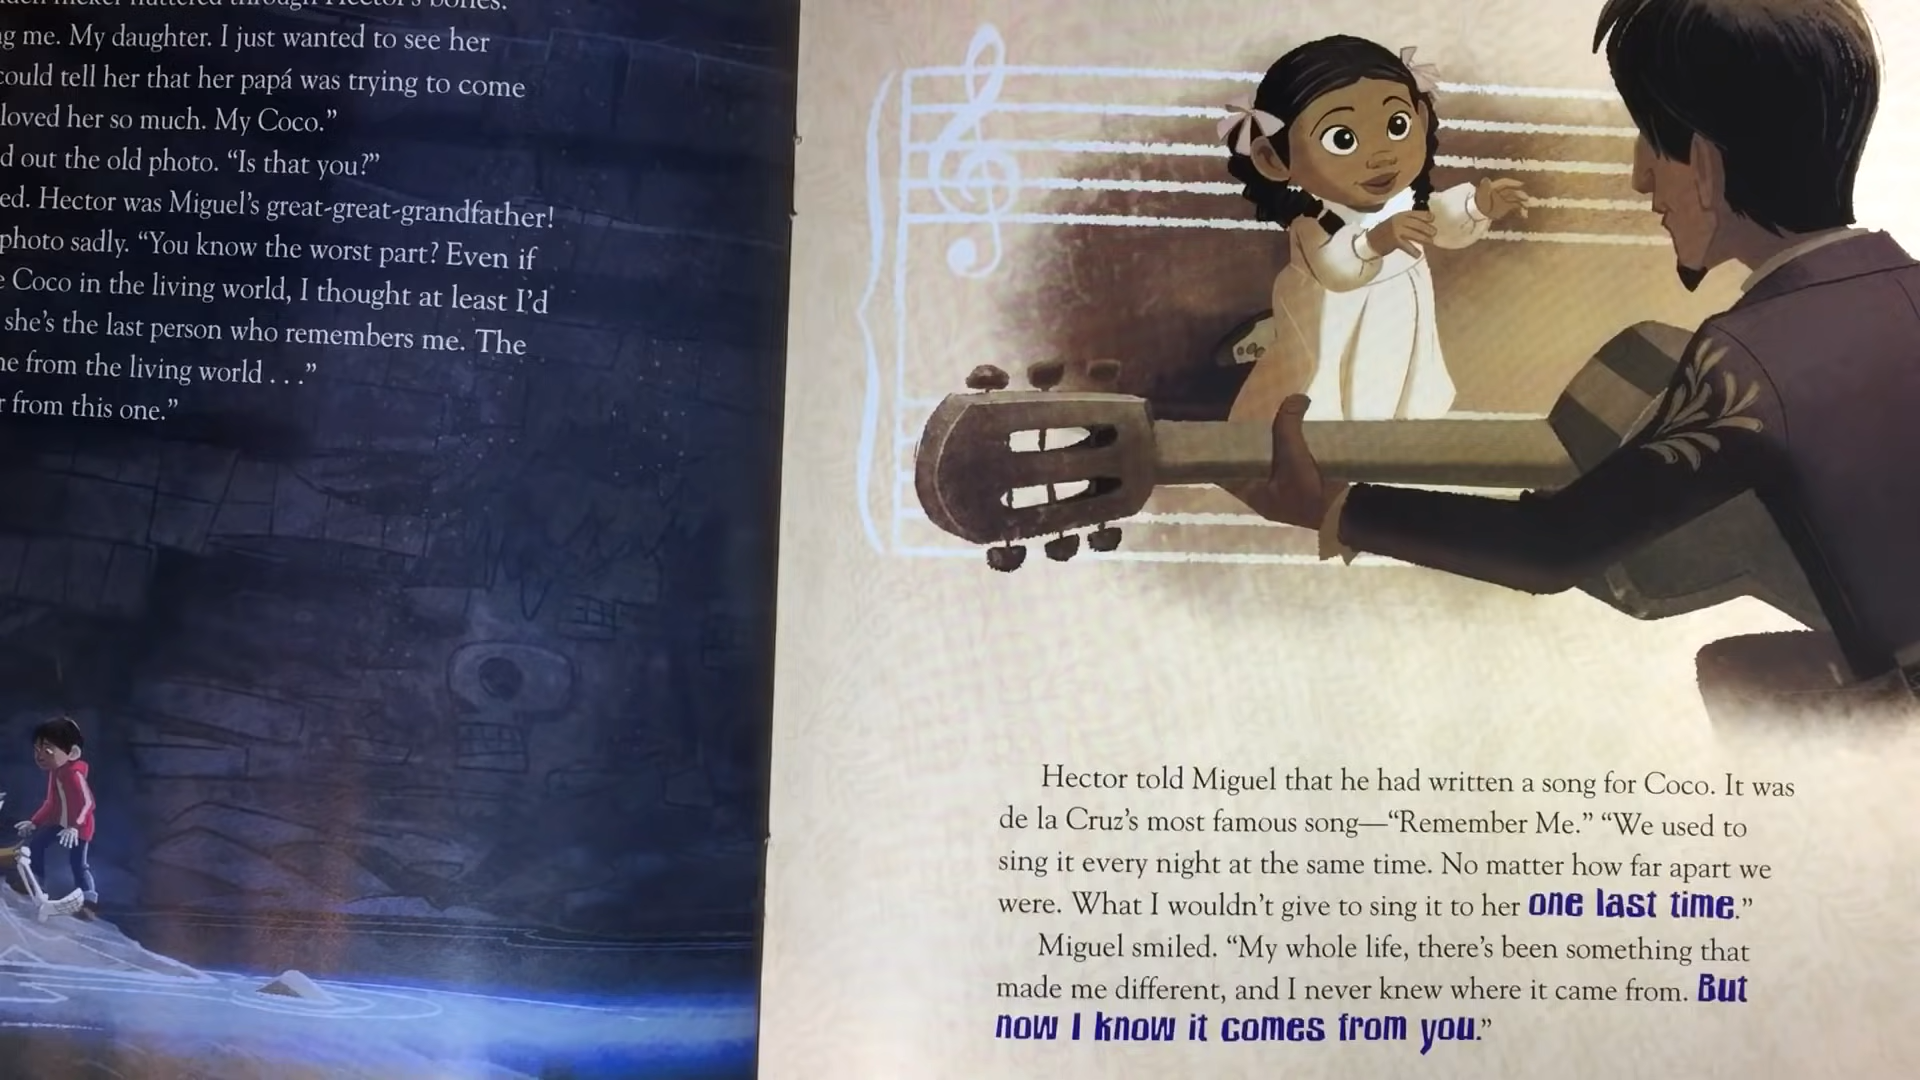 through Hector's bones.
me. My daughter. I just wanted to see her
could tell her that her papá was trying to come
loved her so much. My Coco.”
out the old photo. “Is that you?”
Hector was Miguel's great-great-grandfather!
photo sadly. “You know the worst part? Even if
Coco in the living world, I thought at least I'd
she's the last person who remembers me. The
from the living world . . .”
from this one.”
Hector told Miguel that he had written a song for Coco. It was
de la Cruz's most famous song—“Remember Me.” “We used to
sing it every night at the same time. No matter how far apart we
were. What I wouldn't give to sing it to her one last time.”
Miguel smiled. “My whole life, there's been something that
made me different, and I never knew where it came from. But
now I know it comes from you.”